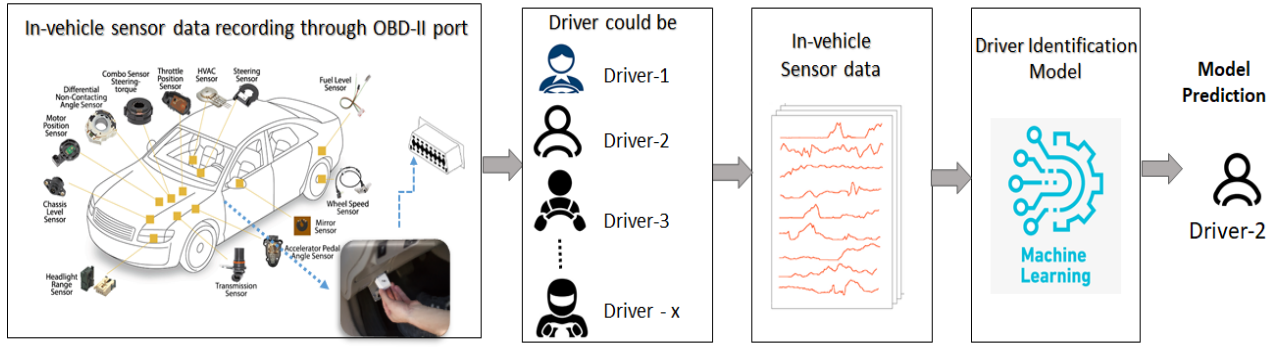 In-vehicle sensor data recording through OBD-II port
Combo Sensor
Steering-
torque
Throttle
Position
Sensor
HVAC
Sensor
Steering
Sensor
Fuel Level
Sensor
Differential
Non-Contacting
Angle Sensor
Motor
Position
Sensor
Chassis
Level
Sensor
Headlight
Range
Sensor
Transmission
Sensor
Accelerator Pedal
Angle Sensor
Mirror
Sensor
Wheel Speed
Sensor
Driver could be
Driver-1
Driver-2
Driver-3
Driver - x
In-vehicle
Sensor data
Driver Identification
Model
Machine
Learning
Model
Prediction
Driver-2